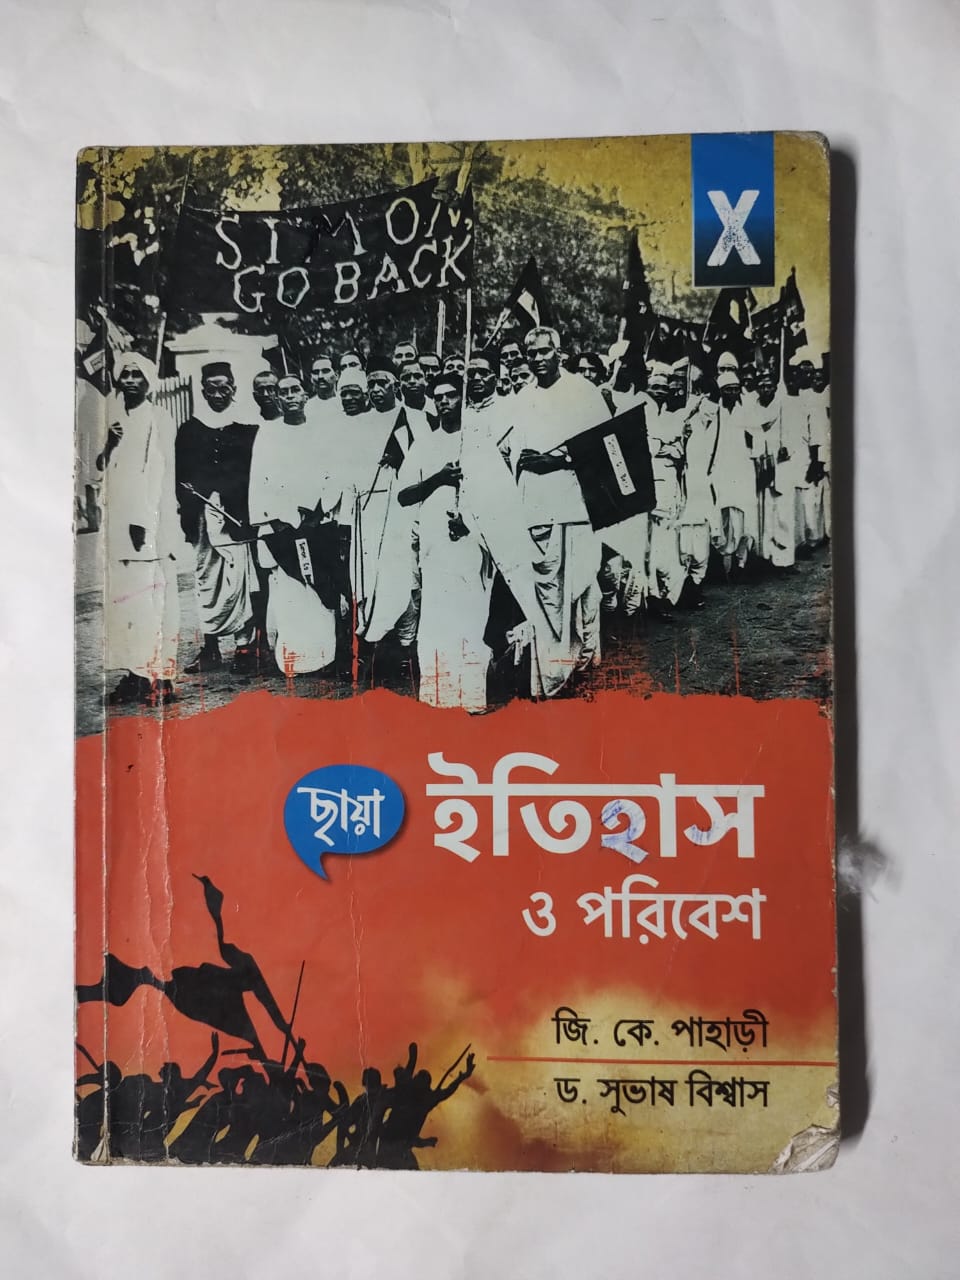 X
SIMON
GO BACK
ছায়া
ইতিহাস
ও পরিবেশ
জি. কে. পাহাড়ী
ড. সুভাষ বিশ্বাস